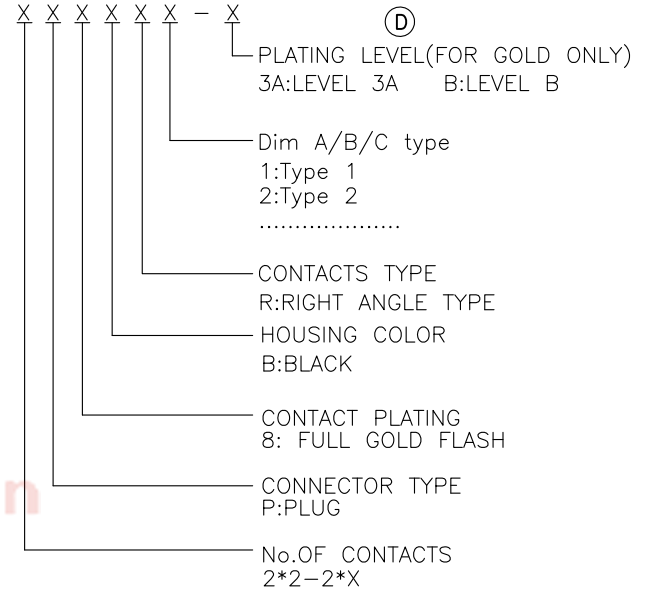 X X X X X X - X
D
PLATING LEVEL(FOR GOLD ONLY)
3A:LEVEL 3A B:LEVEL B
Dim A/B/C type
1:Type 1
2:Type 2
....................
CONTACTS TYPE
R:RIGHT ANGLE TYPE
HOUSING COLOR
B:BLACK
CONTACT PLATING
8: FULL GOLD FLASH
n
CONNECTOR TYPE
P:PLUG
No.OF CONTACTS
2*2-2*X